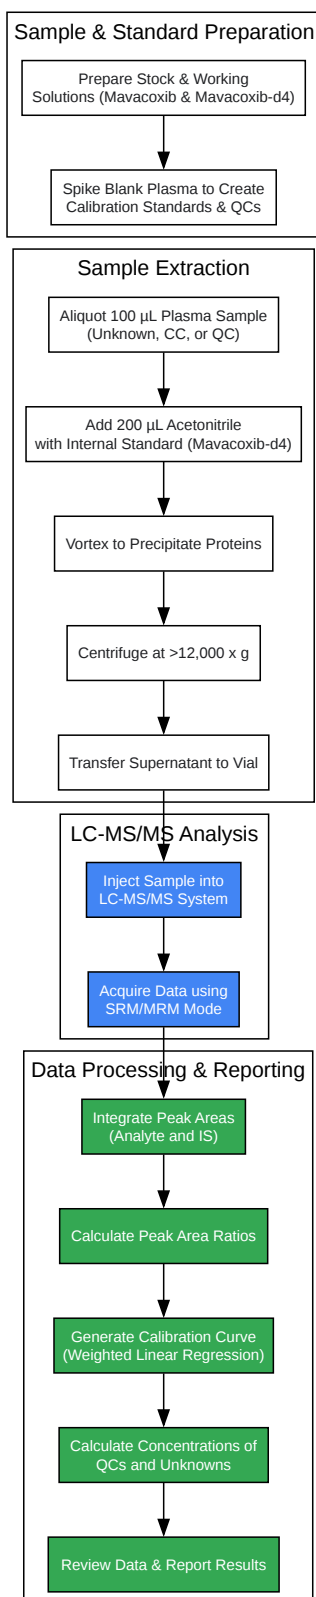 Sample & Standard Preparation
Prepare Stock & Working
Solutions (Mavacoxib & Mavacoxib-d4)
Spike Blank Plasma to Create
Calibration Standards & QCs
Sample Extraction
Aliquot 100 µL Plasma Sample
(Unknown, CC, or QC)
Add 200 µL Acetonitrile
with Internal Standard (Mavacoxib-d4)
Vortex to Precipitate Proteins
Centrifuge at >12,000 x g
Transfer Supernatant to Vial
LC-MS/MS Analysis
Inject Sample into
LC-MS/MS System
Acquire Data using
SRM/MRM Mode
Data Processing & Reporting
Integrate Peak Areas
(Analyte and IS)
Calculate Peak Area Ratios
Generate Calibration Curve
(Weighted Linear Regression)
Calculate Concentrations of
QCs and Unknowns
Review Data & Report Results